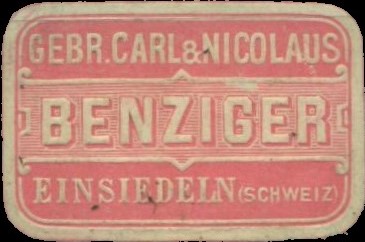 GEBR. CARL & NICOLAUS
BENZIGER
EINSIEDELN (SCHWEIZ)